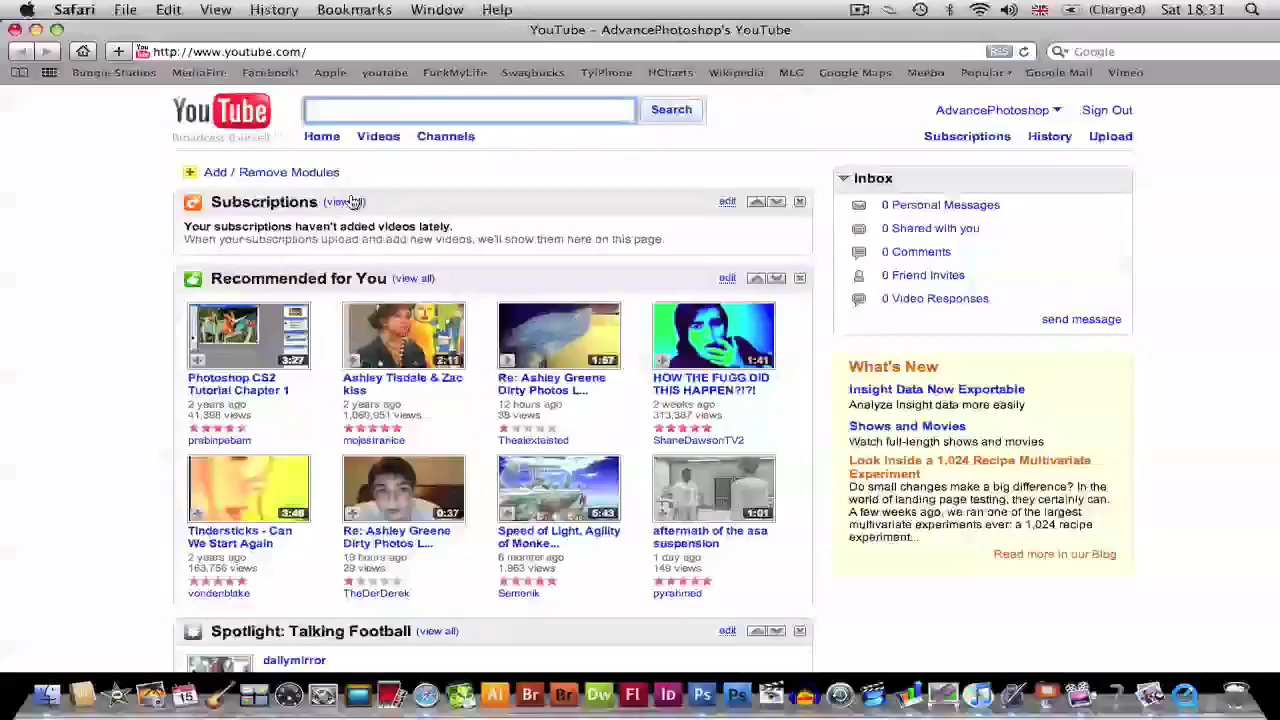 Safari File Edit View History Bookmarks Window Help (Charged) Sat 18:31
YouTube – AdvancePhotoshop's YouTube
http://www.youtube.com/ RSS Google
Bungie Studios MediaFire Facebook! Apple youtube FuckMyLife Swagbucks TyiPhone HCharts Wikipedia MLG Google Maps Meebo Popular Google Mail Vimeo
YouTube Search AdvancePhotoshop Sign Out
Broadcast Yourself
Home Videos Channels Subscriptions History Upload
Add / Remove Modules
Subscriptions (view all) edit
Your subscriptions haven't added videos lately.
When your subscriptions upload and add new videos, we'll show them here on this page.
Recommended for You (view all) edit
3:27 2:11 1:57 1:41
Photoshop CS2 Ashley Tisdale & Zac Re: Ashley Greene HOW THE FUGG DID
Tutorial Chapter 1 kiss Dirty Photos L... THIS HAPPEN?!?!
2 years ago 2 years ago 12 hours ago 2 weeks ago
41,398 views 1,060,951 views 38 views 313,387 views
prabinpebam ShaneDawsonTV2
3:46 0:37 5:43 1:01
Tindersticks - Can Re: Ashley Greene Speed of Light, Agility aftermath of the asa
We Start Again Dirty Photos L... of Monke... suspension
2 years ago 19 hours ago 6 months ago 1 day ago
163,756 views 29 views 1,963 views 149 views
vondenblake TheDerDerek Semenik pyrahmed
Spotlight: Talking Football (view all) edit
dailymirror
Inbox
0 Personal Messages
0 Shared with you
0 Comments
0 Friend Invites
0 Video Responses
send message
What's New
Insight Data Now Exportable
Analyze Insight data more easily
Shows and Movies
Watch full-length shows and movies
Look Inside a 1,024 Recipe Multivariate
Experiment
Do small changes make a big difference? In the
world of landing page testing, they certainly can.
A few weeks ago, we ran one of the largest
multivariate experiments ever: a 1,024 recipe
experiment...
Read more in our Blog
15 Ai Br Br Dw Fl Id Ps Ps